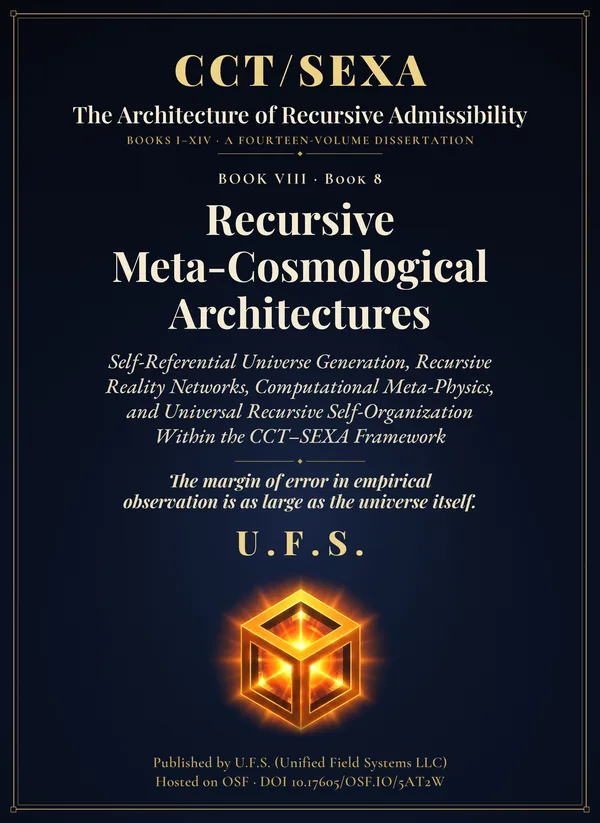 CCT/SEXA
The Architecture of Recursive Admissibility
BOOKS I–XIV · A FOURTEEN-VOLUME DISSERTATION
BOOK VIII · Book 8
Recursive
Meta-Cosmological
Architectures
Self-Referential Universe Generation, Recursive
Reality Networks, Computational Meta-Physics,
and Universal Recursive Self-Organization
Within the CCT–SEXA Framework
The margin of error in empirical
observation is as large as the universe itself.
U.F.S.
Published by U.F.S. (Unified Field Systems LLC)
Hosted on OSF · DOI 10.17605/OSF.IO/5AT2W